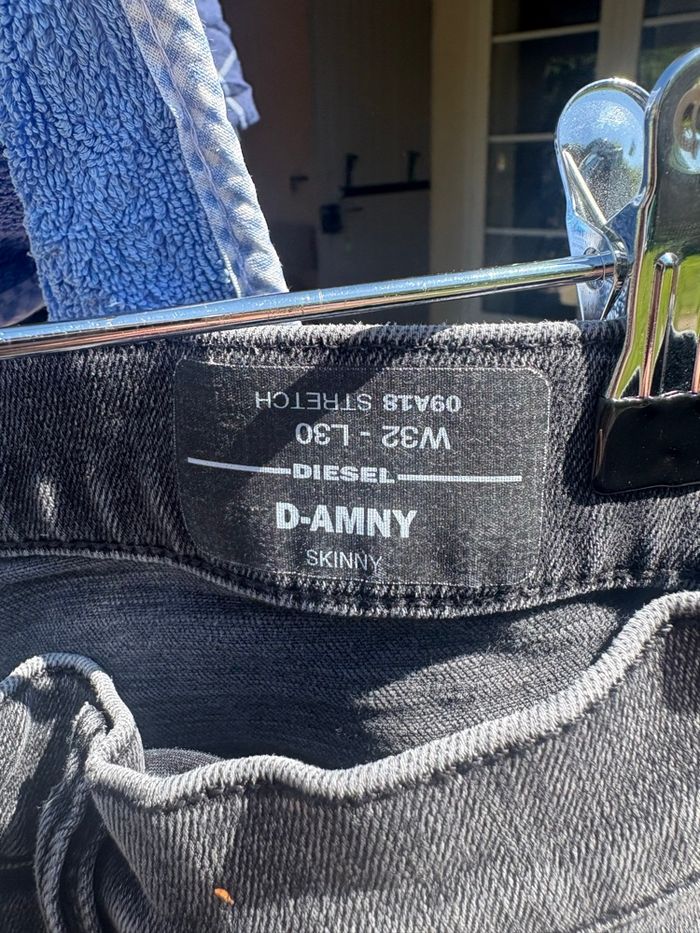 09A18 STRETCH
W32 - L30
DIESEL
D-AMNY
SKINNY